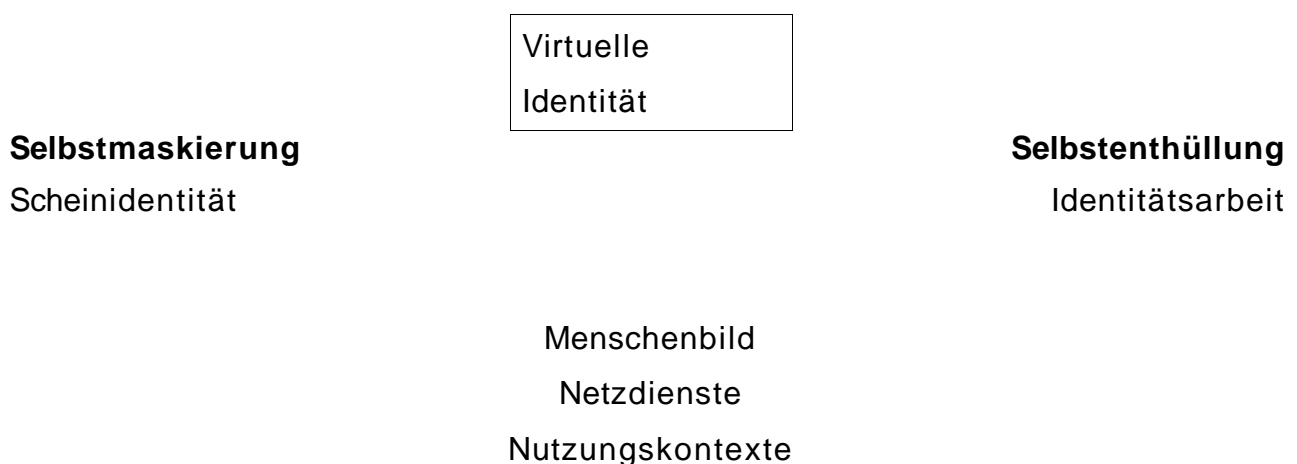 Virtuelle
Identität
Selbstmaskierung
Selbstenthüllung
Scheinidentität
Identitätsarbeit
Menschenbild
Netzdienste
Nutzungskontexte